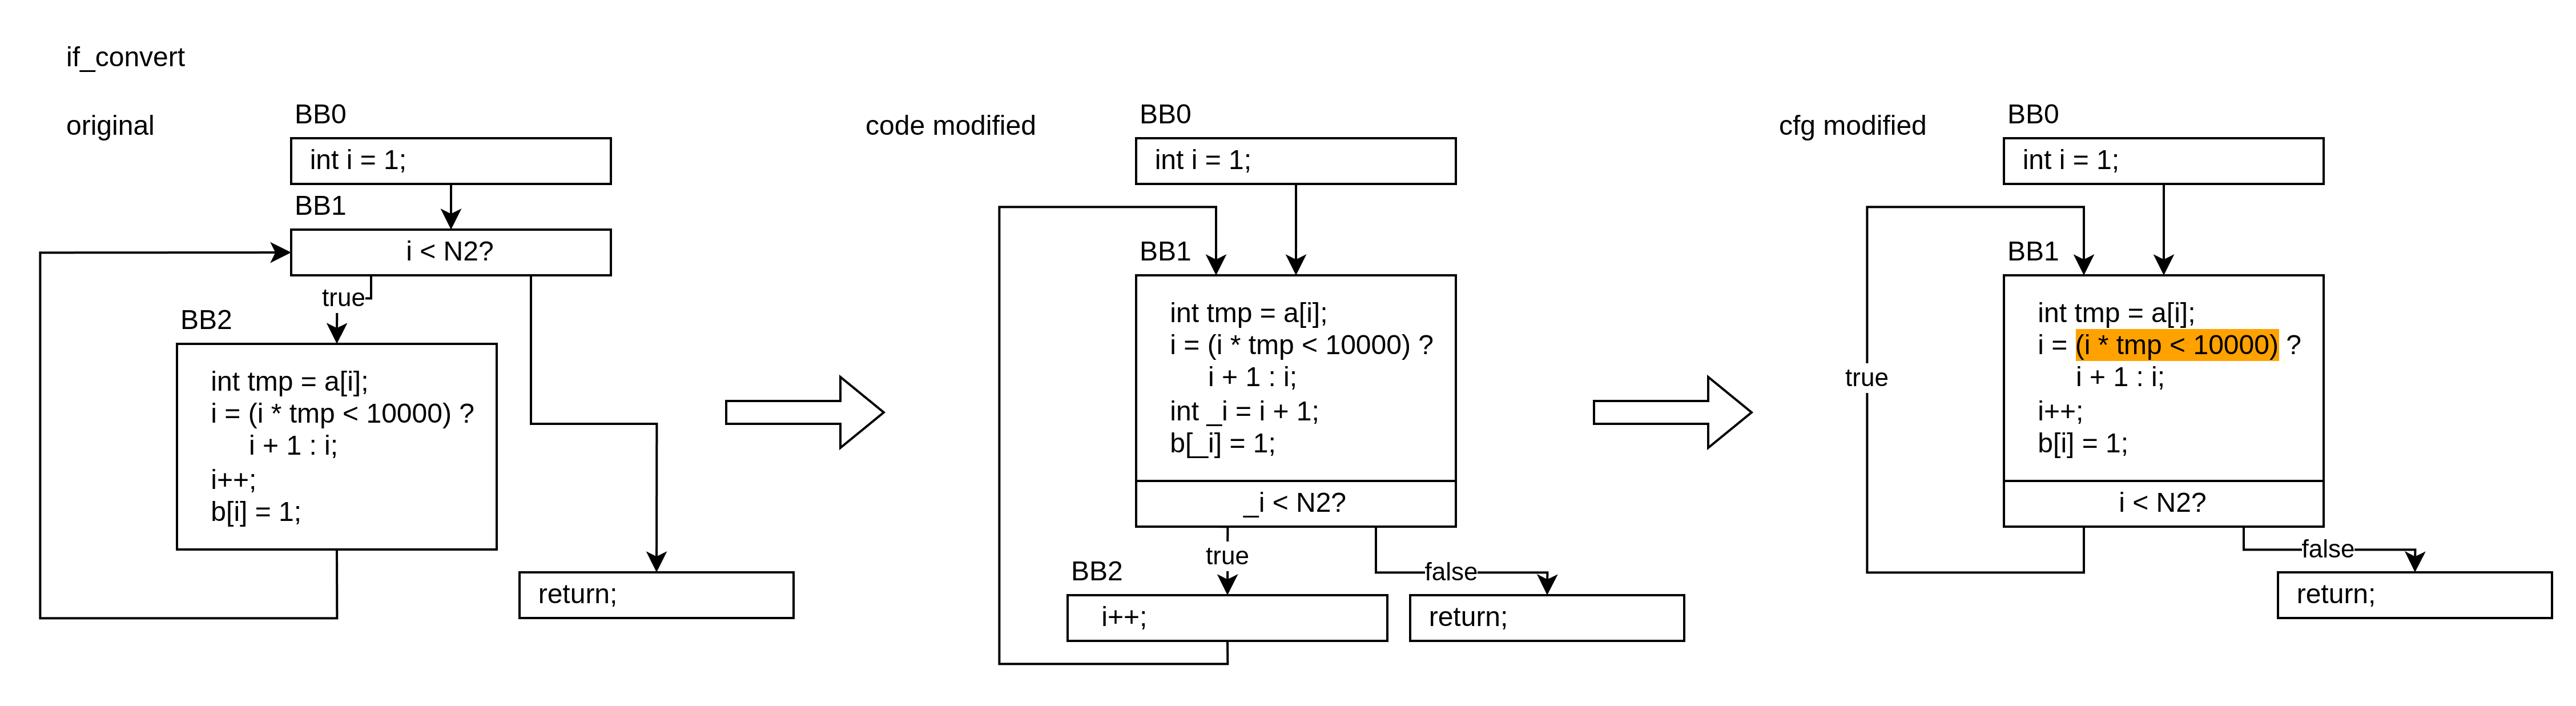 if_convert
original
BB0
int i = 1;
BB1
i < N2?
true
BB2
int tmp = a[i];
i = (i * tmp < 10000) ?
i + 1 : i;
i++;
b[i] = 1;
return;
code modified
BB0
int i = 1;
BB1
int tmp = a[i];
i = (i * tmp < 10000) ?
i + 1 : i;
int _i = i + 1;
b[_i] = 1;
_i < N2?
true
false
BB2
i++;
return;
cfg modified
BB0
int i = 1;
BB1
int tmp = a[i];
i = (i * tmp < 10000) ?
i + 1 : i;
i++;
b[i] = 1;
i < N2?
true
false
return;